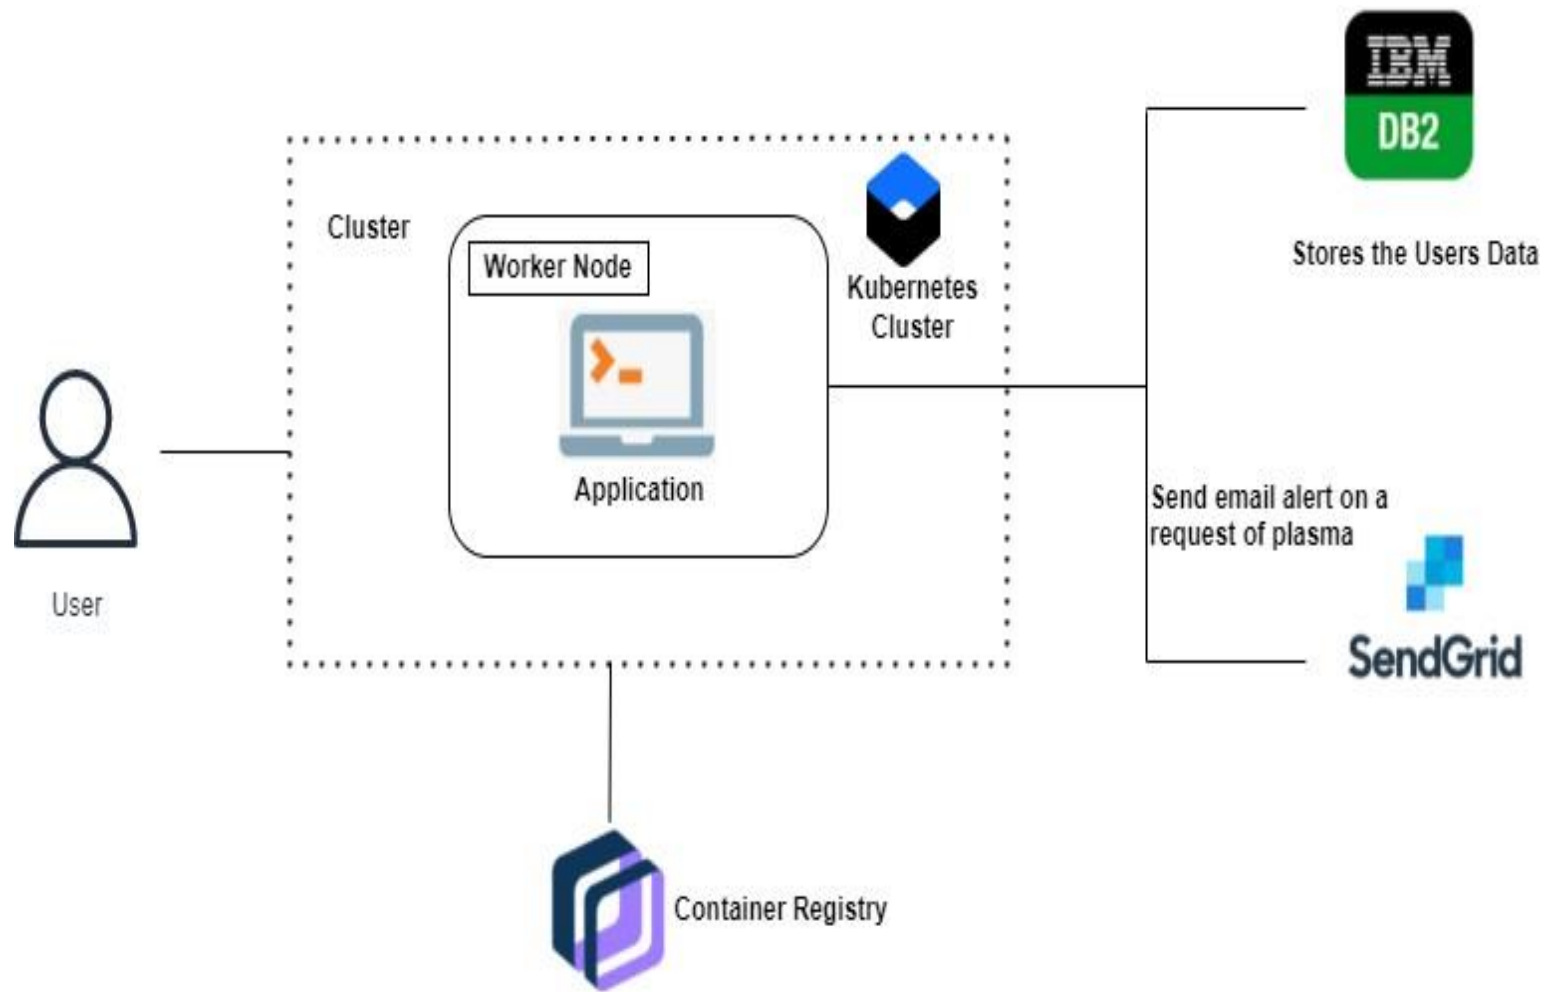 IBM
DB2
Stores the Users Data
Cluster
Worker Node
Kubernetes
Cluster
Application
Send email alert on a
request of plasma
SendGrid
User
Container Registry